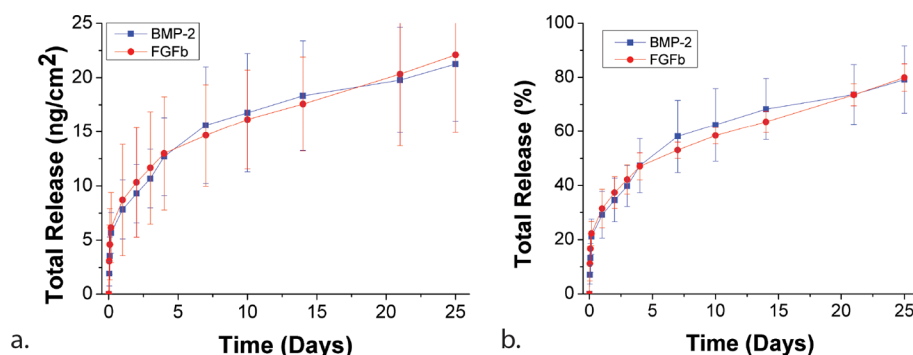 BMP-2
FGFb
Total Release (ng/cm²)
25
20
15
10
5
0
0 5 10 15 20 25
Time (Days)
a.
BMP-2
FGFb
Total Release (%)
100
80
60
40
20
0
0 5 10 15 20 25
Time (Days)
b.